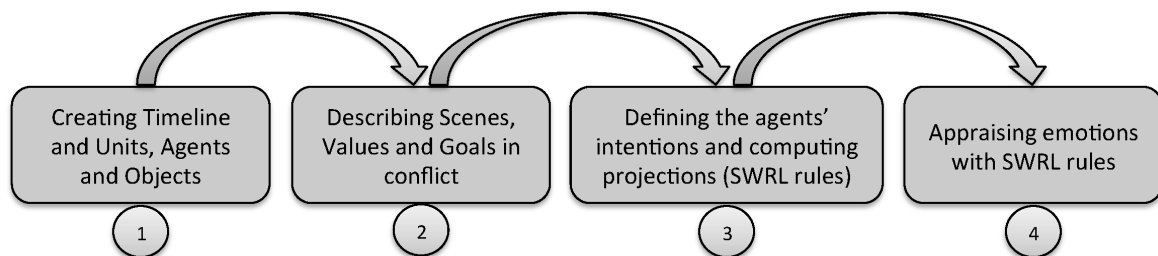 Creating Timeline
and Units, Agents
and Objects
1
Describing Scenes,
Values and Goals in
conflict
2
Defining the agents’
intentions and computing
projections (SWRL rules)
3
Appraising emotions
with SWRL rules
4